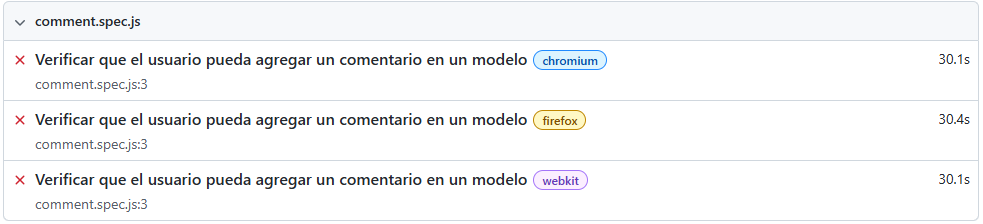 comment.spec.js
Verificar que el usuario pueda agregar un comentario en un modelo chromium 30.1s
comment.spec.js:3
Verificar que el usuario pueda agregar un comentario en un modelo firefox 30.4s
comment.spec.js:3
Verificar que el usuario pueda agregar un comentario en un modelo webkit 30.1s
comment.spec.js:3